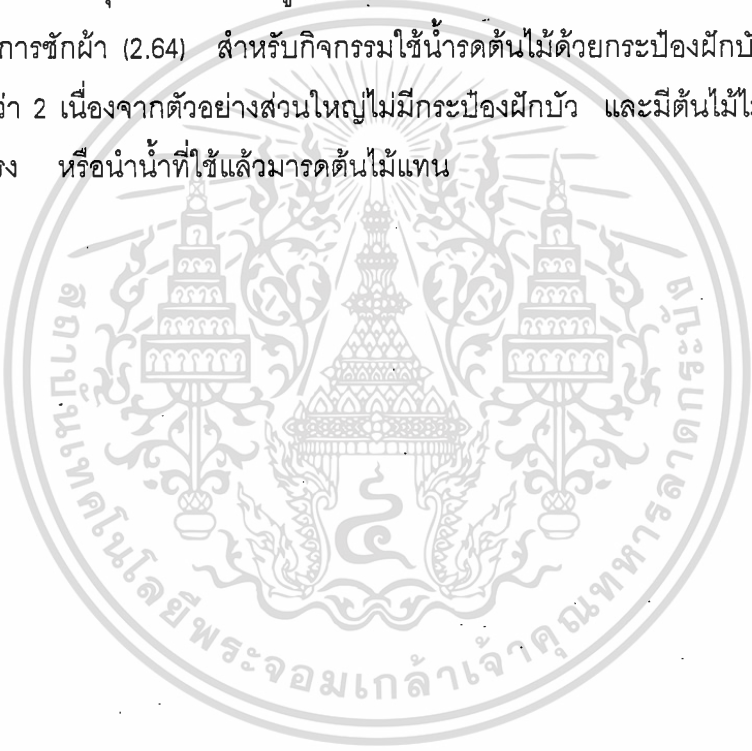 การซักผ้า (2.64) สำหรับกิจกรรมใช้น้ำรดต้นไม้ด้วยกระป๋องฝักบั
ว่า 2 เนื่องจากตัวอย่างส่วนใหญ่ไม่มีกระป๋องฝักบัว และมีต้นไม้ไ
รง หรือนำน้ำที่ใช้แล้วมารดต้นไม้แทน
สถาบันเทคโนโลยีพระจอมเกล้าเจ้าคุณทหารลาดกระบัง